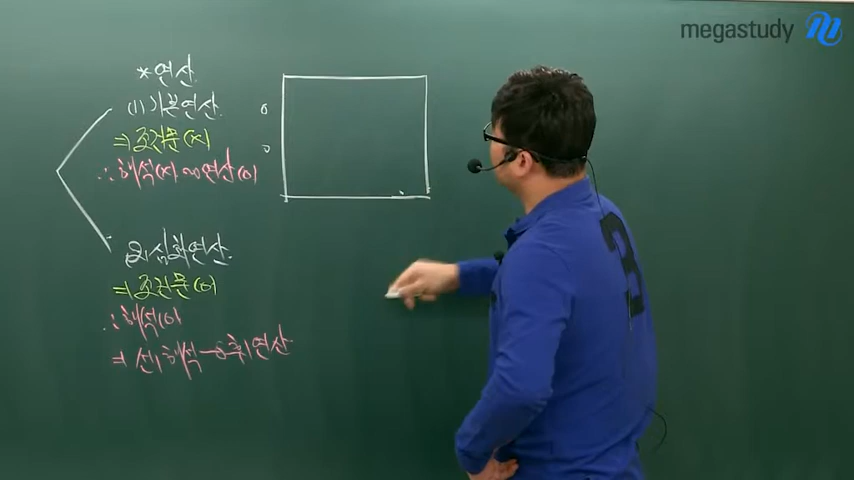 megastudy
*연산.
(1) 기본연산.
⇒조건문(x)
∴해석(x) → 연산(o)
(2) 심화연산.
⇒조건문(o)
∴해석(o)
⇒ 선 해석 → 후 연산
3